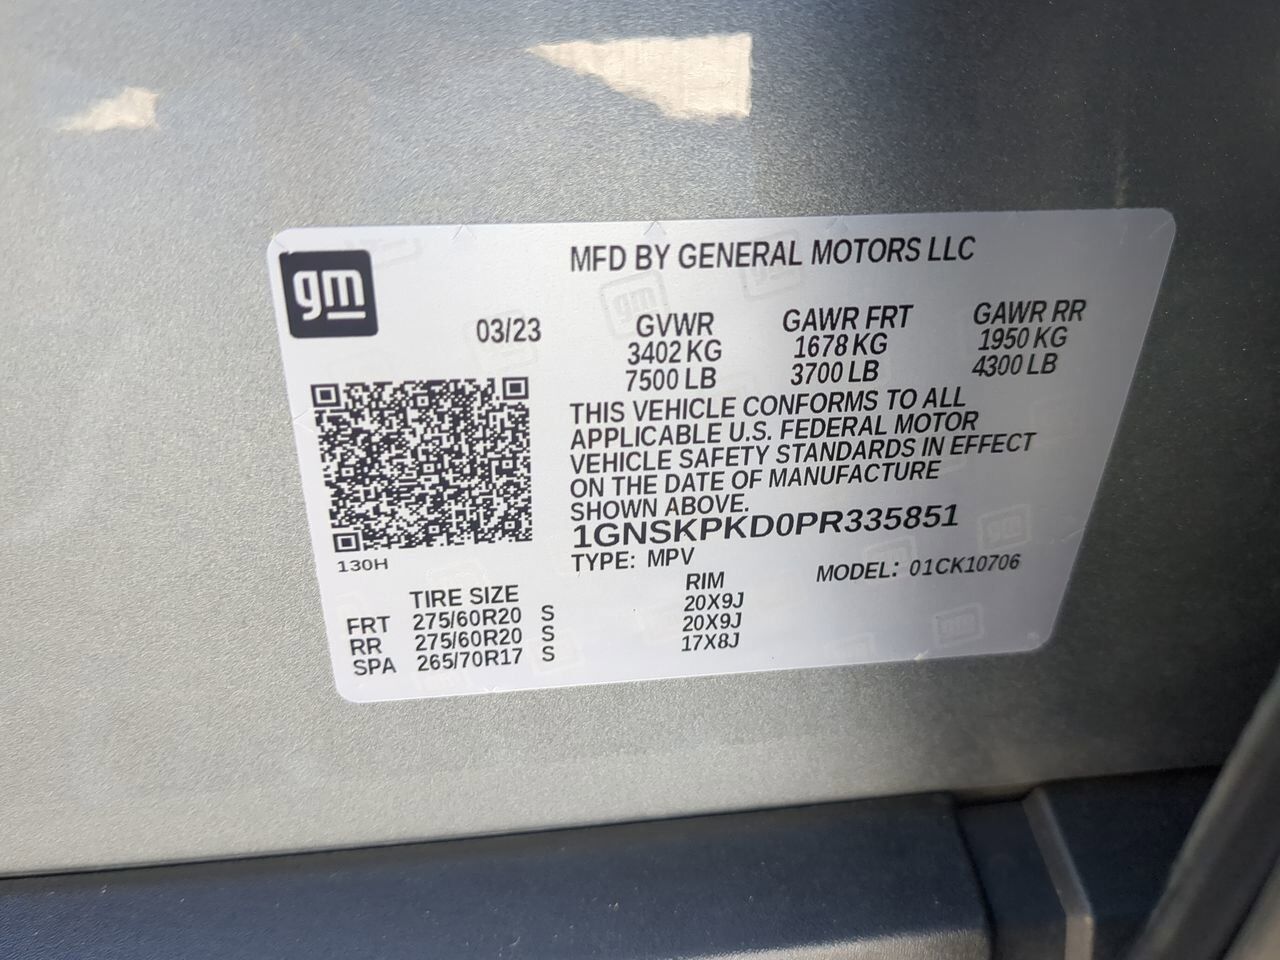 gm
MFD BY GENERAL MOTORS LLC
03/23
GVWR GAWR FRT GAWR RR
3402 KG 1678 KG 1950 KG
7500 LB 3700 LB 4300 LB
THIS VEHICLE CONFORMS TO ALL
APPLICABLE U.S. FEDERAL MOTOR
VEHICLE SAFETY STANDARDS IN EFFECT
ON THE DATE OF MANUFACTURE
SHOWN ABOVE.
1GNSKPKD0PR335851
TYPE: MPV MODEL: 01CK10706
130H
TIRE SIZE RIM
FRT 275/60R20 S 20X9J
RR 275/60R20 S 20X9J
SPA 265/70R17 S 17X8J